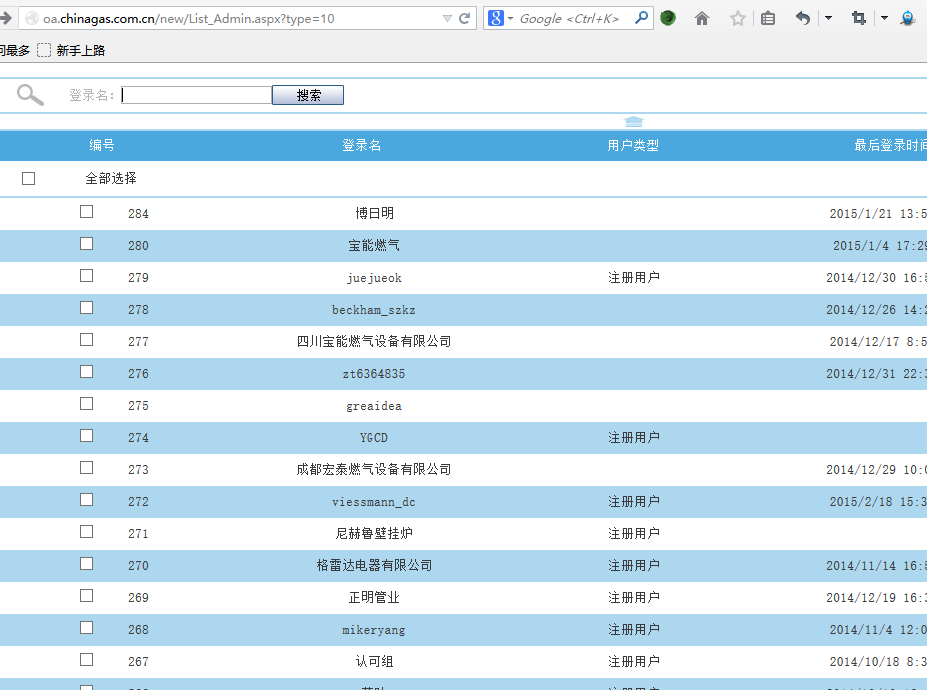 oa.chinagas.com.cn/new/List_Admin.aspx?type=10 Google <Ctrl+K>
问最多 新手上路
登录名: 搜索
编号 登录名 用户类型 最后登录时间
全部选择
284 博日明 2015/1/21 13:5
280 宝能燃气 2015/1/4 17:29
279 juejueok 注册用户 2014/12/30 16:5
278 beckham_szkz 2014/12/26 14:2
277 四川宝能燃气设备有限公司 2014/12/17 8:5
276 zt6364835 2014/12/31 22:3
275 greaidea
274 YGCD 注册用户
273 成都宏泰燃气设备有限公司 2014/12/29 10:0
272 viessmann_dc 注册用户 2015/2/18 15:3
271 尼赫鲁壁挂炉 注册用户
270 格雷达电器有限公司 注册用户 2014/11/14 16:5
269 正明管业 注册用户 2014/12/19 16:3
268 mikeryang 注册用户 2014/11/4 12:0
267 认可组 注册用户 2014/10/18 8:3